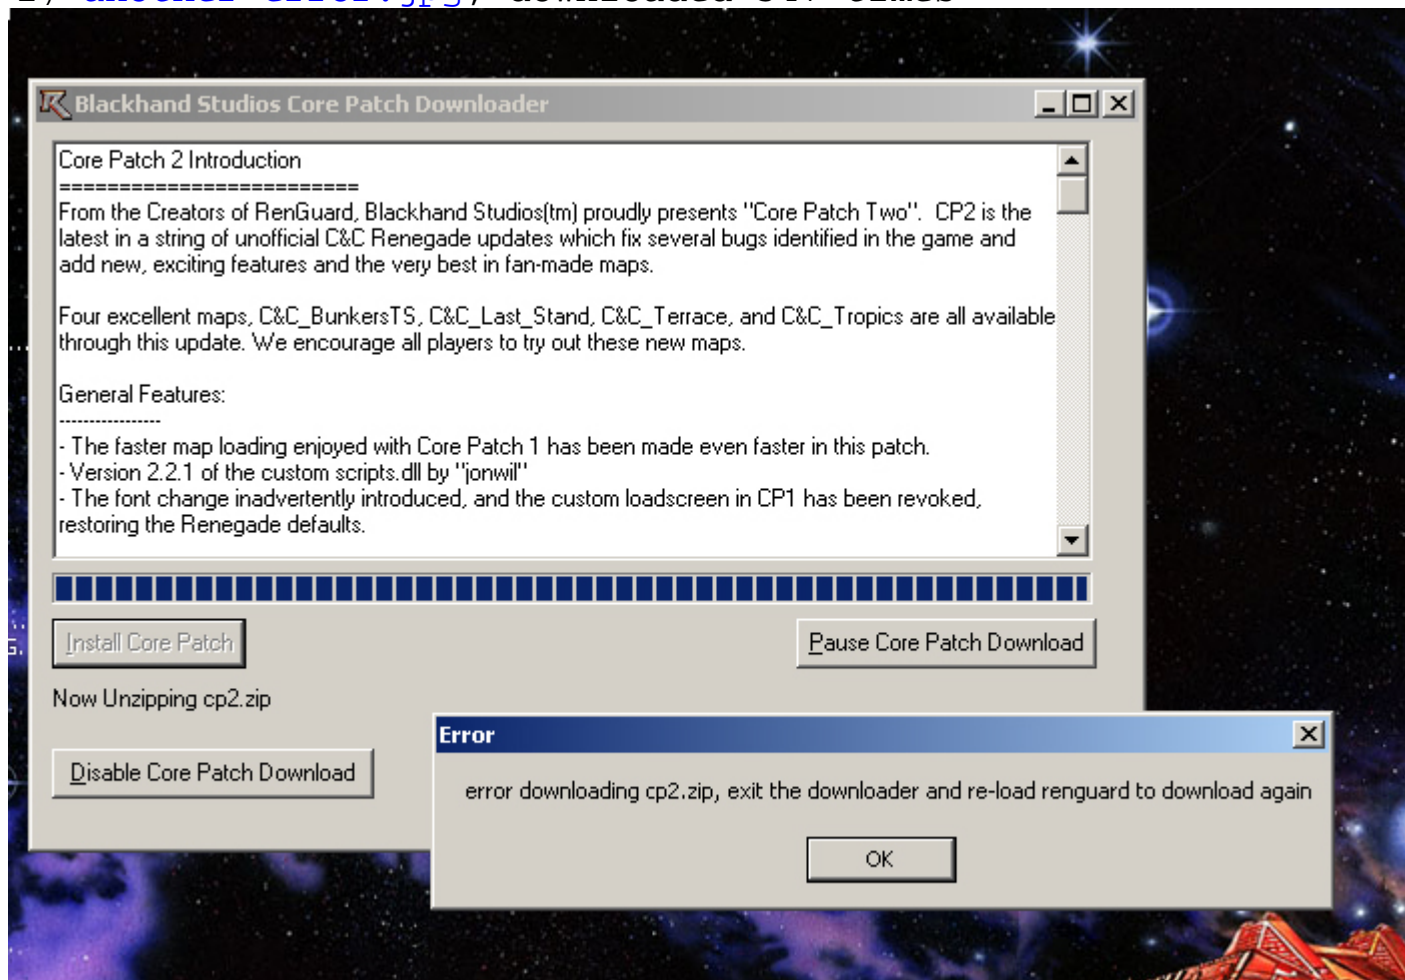 Blackhand Studios Core Patch Downloader
Core Patch 2 Introduction
=========================
From the Creators of RenGuard, Blackhand Studios(tm) proudly presents "Core Patch Two".  CP2 is the
latest in a string of unofficial C&C Renegade updates which fix several bugs identified in the game and
add new, exciting features and the very best in fan-made maps.
Four excellent maps, C&C_BunkersTS, C&C_Last_Stand, C&C_Terrace, and C&C_Tropics are all available
through this update. We encourage all players to try out these new maps.
General Features:
----------------
- The faster map loading enjoyed with Core Patch 1 has been made even faster in this patch.
- Version 2.2.1 of the custom scripts.dll by "jonwil"
- The font change inadvertently introduced, and the custom loadscreen in CP1 has been revoked,
restoring the Renegade defaults.
Install Core Patch
Pause Core Patch Download
Now Unzipping cp2.zip
Disable Core Patch Download
Error
error downloading cp2.zip, exit the downloader and re-load renguard to download again
OK